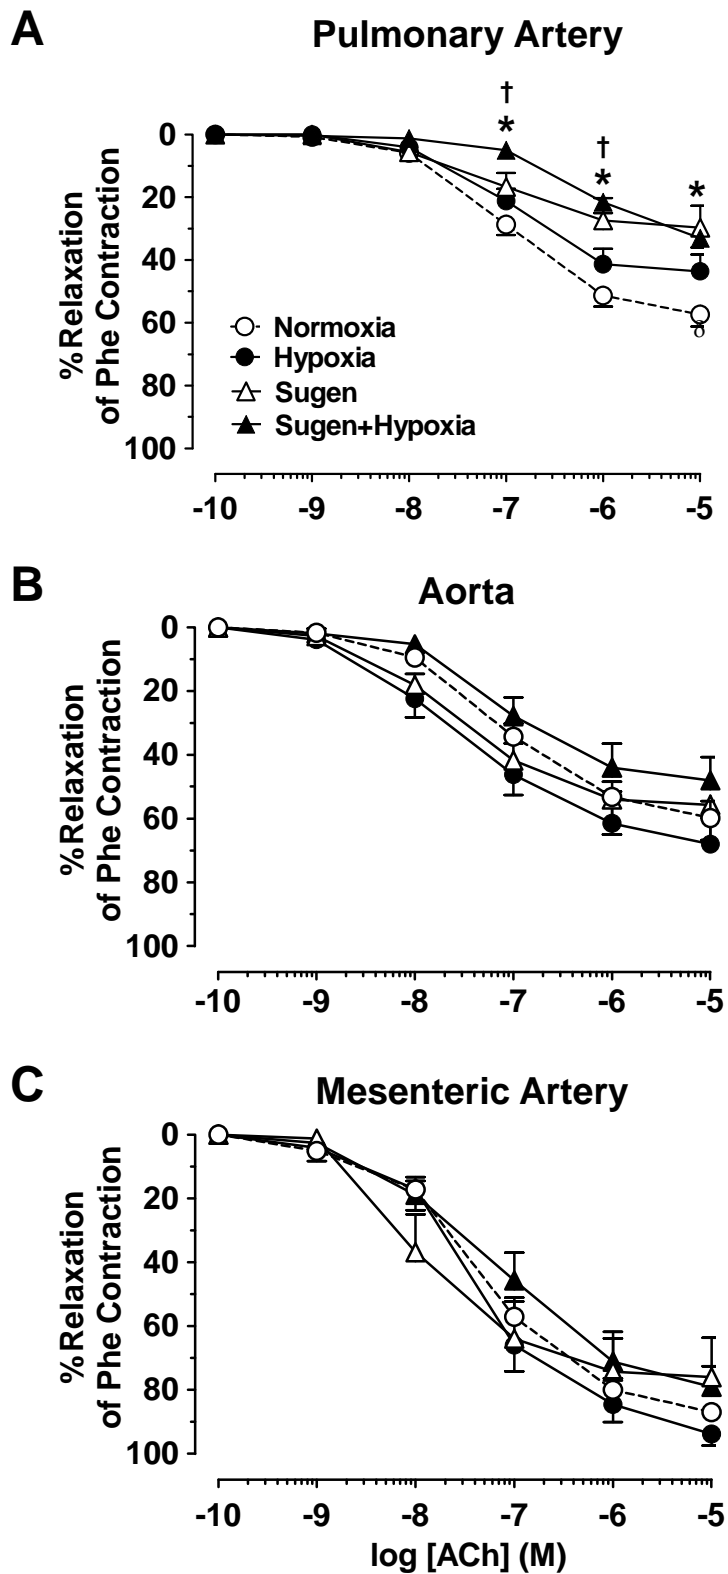 A
Pulmonary Artery
†
*
†
*
*
0
20
40
60
80
100
%Relaxation
of Phe Contraction
Normoxia
Hypoxia
Sugen
Sugen+Hypoxia
-10 -9 -8 -7 -6 -5
B
Aorta
0
20
40
60
80
100
%Relaxation
of Phe Contraction
-10 -9 -8 -7 -6 -5
C
Mesenteric Artery
0
20
40
60
80
100
%Relaxation
of Phe Contraction
-10 -9 -8 -7 -6 -5
log [ACh] (M)